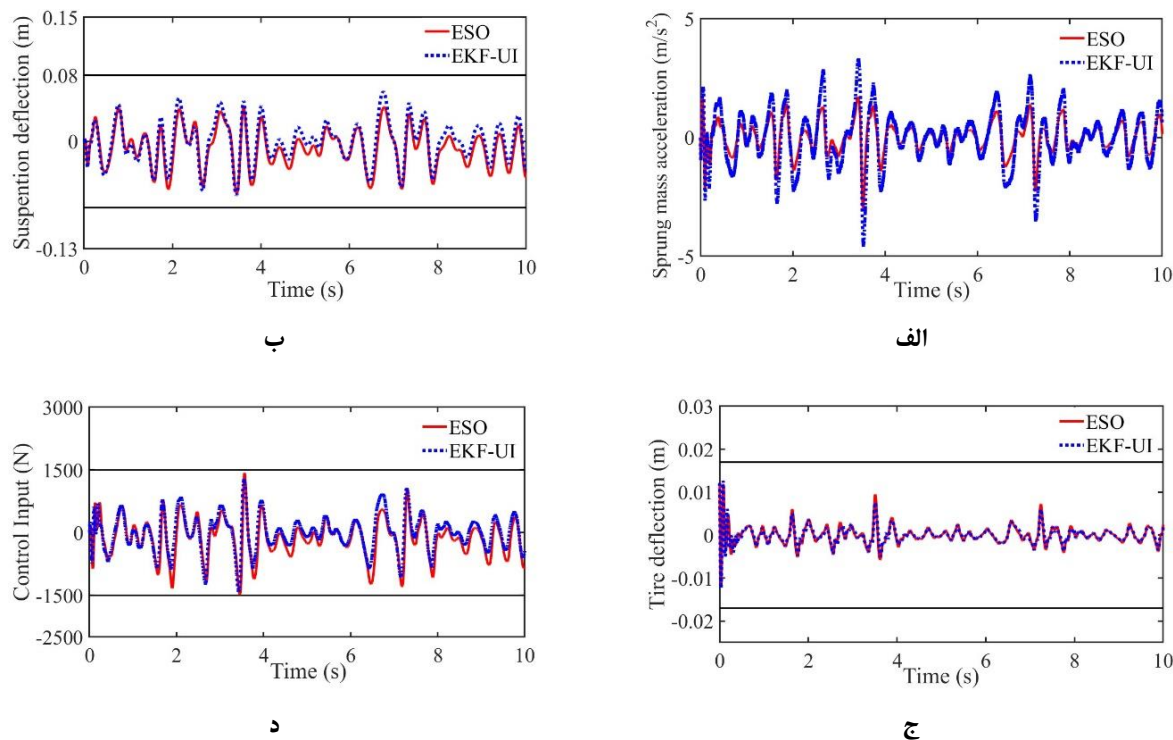 0.15
Suspention deflection (m)
ESO
EKF-UI
0.08
0
-0.13
0 2 4 6 8 10
Time (s)
ب
5
Sprung mass acceleration (m/s²)
ESO
EKF-UI
0
-5
0 2 4 6 8 10
Time (s)
الف
3000
Control Input (N)
ESO
EKF-UI
1500
0
-1500
-2500
0 2 4 6 8 10
Time (s)
د
0.03
Tire deflection (m)
ESO
EKF-UI
0.02
0.01
0
-0.01
-0.02
0 2 4 6 8 10
Time (s)
ج